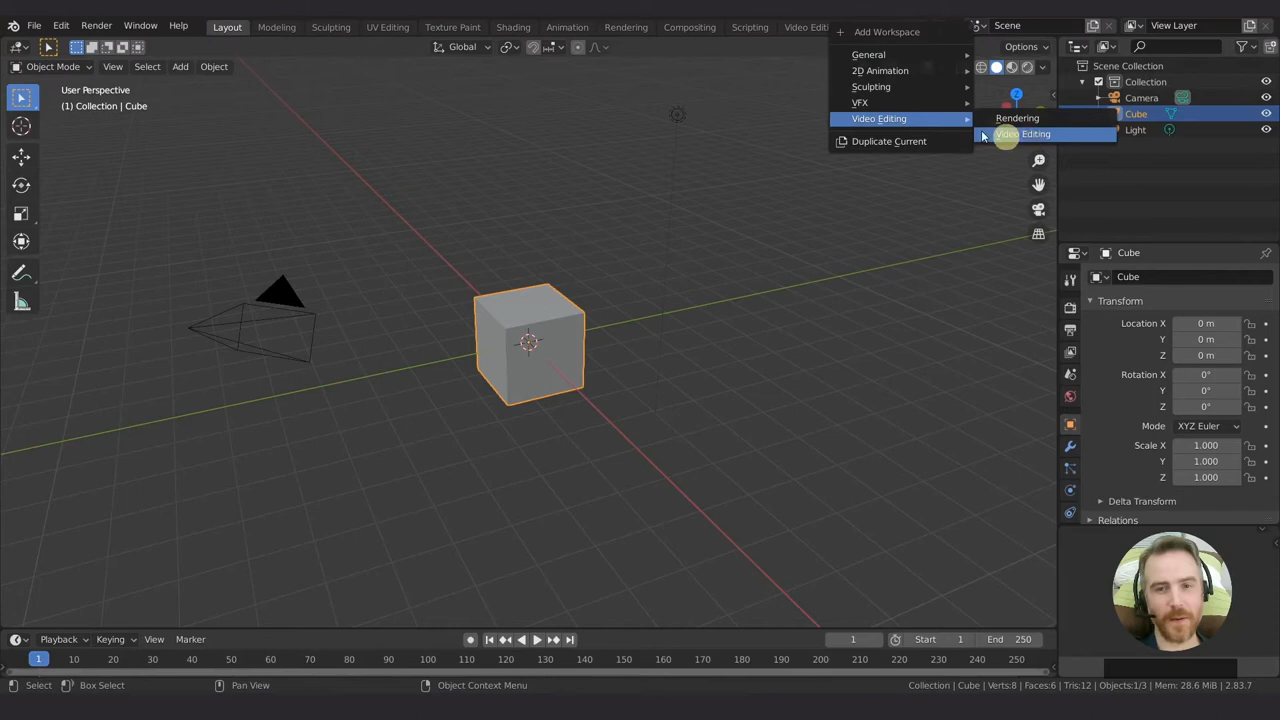 File Edit Render Window Help Layout Modeling Sculpting UV Editing Texture Paint Shading Animation Rendering Compositing Scripting Video Edit Scene View Layer
Add Workspace
Global Options
General
Object Mode View Select Add Object
Scene Collection
2D Animation
Collection
Sculpting
User Perspective
Z
Camera
(1) Collection | Cube
VFX
Cube
Video Editing Rendering
Light
Video Editing
Duplicate Current
Cube
Cube
Transform
Location X 0 m
Y 0 m
Z 0 m
Rotation X 0°
Y 0°
Z 0°
Mode XYZ Euler
Scale X 1.000
Y 1.000
Z 1.000
Delta Transform
Relations
Playback Keying View Marker 1 Start 1 End 250
1 10 20 30 40 50 60 70 80 90 100 110 120 130 140 150 160 170 180 190 200 210 220 230 240 250
Select Box Select Pan View Object Context Menu Collection | Cube | Verts:8 | Faces:6 | Tris:12 | Objects:1/3 | Mem: 28.6 MiB | 2.83.7